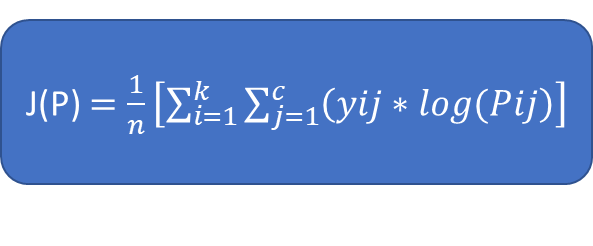 J(P) = 1/n [∑_{i=1}^{k} ∑_{j=1}^{c} (yij * log(Pij)]